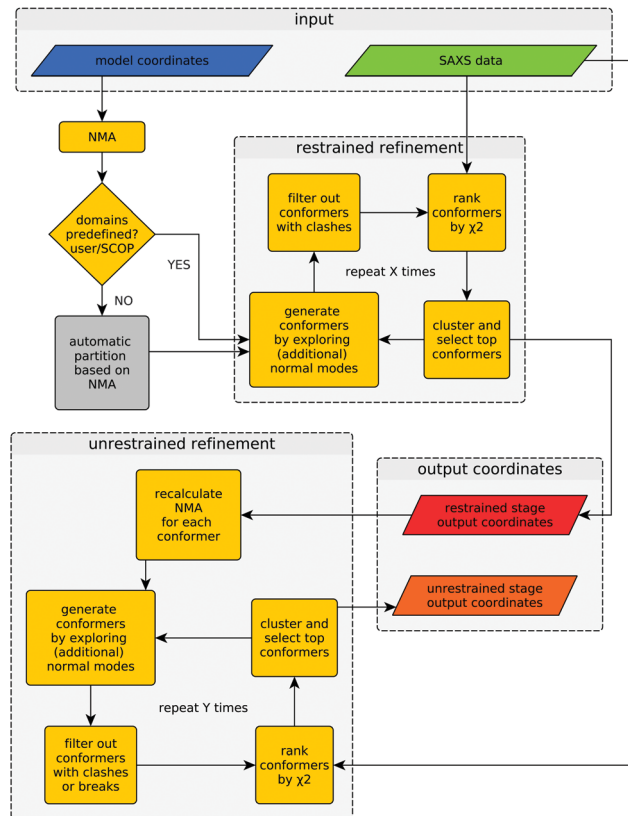 input
model coordinates
SAXS data
NMA
restrained refinement
domains
predefined?
user/SCOP
YES
NO
automatic
partition
based on
NMA
filter out
conformers
with clashes
rank
conformers
by χ2
repeat X times
generate
conformers
by exploring
(additional)
normal modes
cluster and
select top
conformers
unrestrained refinement
output coordinates
recalculate
NMA
for each
conformer
restrained stage
output coordinates
unrestrained stage
output coordinates
generate
conformers
by exploring
(additional)
normal modes
cluster and
select top
conformers
repeat Y times
filter out
conformers
with clashes
or breaks
rank
conformers
by χ2